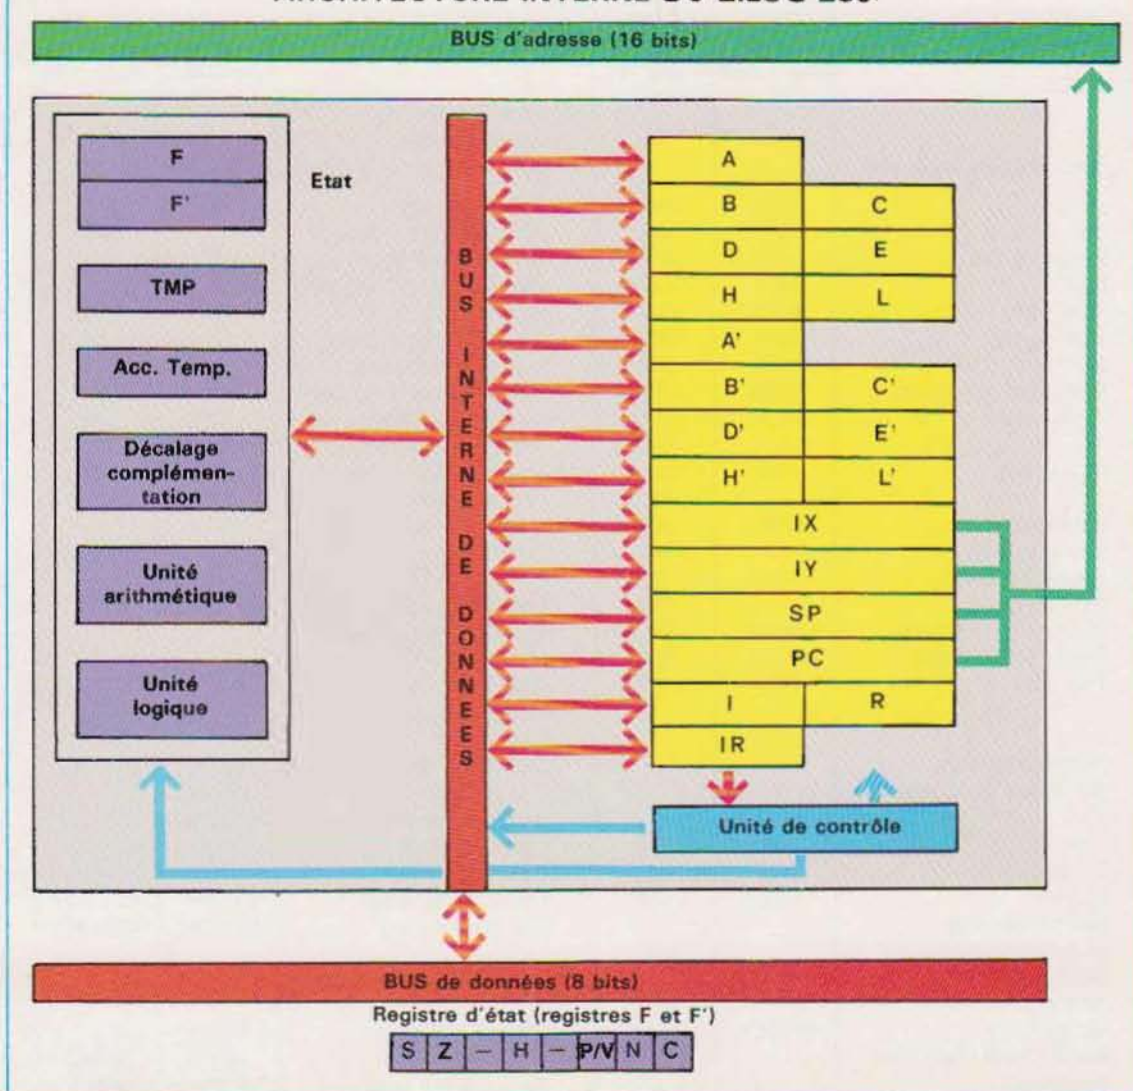 BUS d'adresse (16 bits)
F
F'
Etat
TMP
Acc. Temp.
Décalage
complémen-
tation
Unité
arithmétique
Unité
logique
BUS INTERNE DE DONNEES
A
B C
D E
H L
A'
B' C'
D' E'
H' L'
IX
IY
SP
PC
I R
IR
Unité de contrôle
BUS de données (8 bits)
Registre d'état (registres F et F')
S Z – H – P/V N C